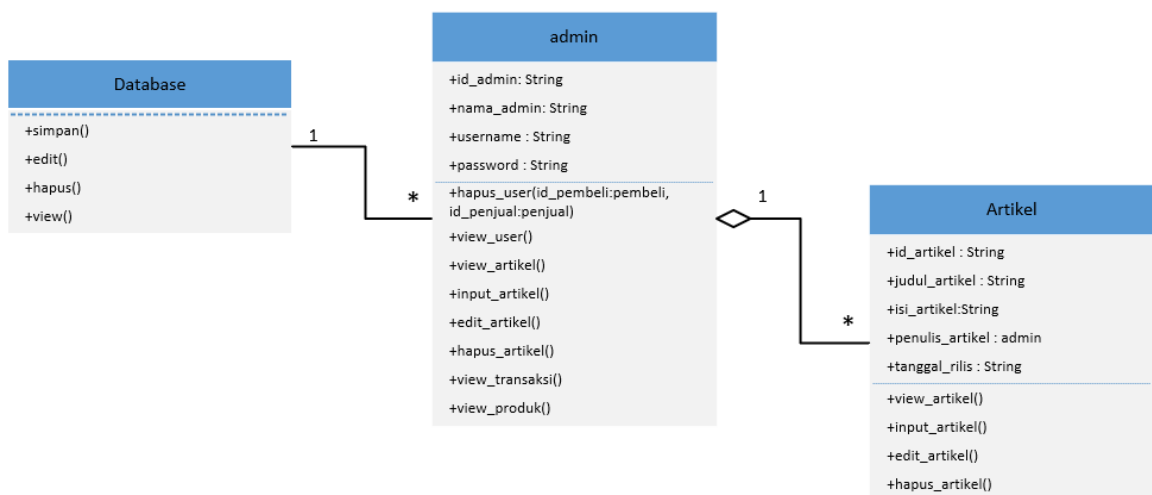 Database
+simpan()
+edit()
+hapus()
+view()
1
*
admin
+id_admin: String
+nama_admin: String
+username : String
+password : String
+hapus_user(id_pembeli:pembeli,
id_penjual:penjual)
+view_user()
+view_artikel()
+input_artikel()
+edit_artikel()
+hapus_artikel()
+view_transaksi()
+view_produk()
1
*
Artikel
+id_artikel : String
+judul_artikel : String
+isi_artikel:String
+penulis_artikel : admin
+tanggal_rilis : String
+view_artikel()
+input_artikel()
+edit_artikel()
+hapus_artikel()